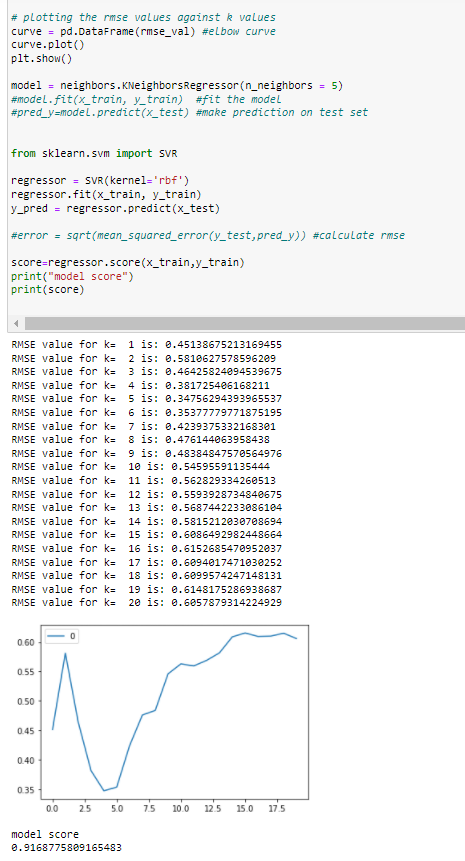 # plotting the rmse values against k values
curve = pd.DataFrame(rmse_val) #elbow curve
curve.plot()
plt.show()
model = neighbors.KNeighborsRegressor(n_neighbors = 5)
#model.fit(x_train, y_train)  #fit the model
#pred_y=model.predict(x_test) #make prediction on test set
from sklearn.svm import SVR
regressor = SVR(kernel='rbf')
regressor.fit(x_train, y_train)
y_pred = regressor.predict(x_test)
#error = sqrt(mean_squared_error(y_test,pred_y)) #calculate rmse
score=regressor.score(x_train,y_train)
print("model score")
print(score)
RMSE value for k=  1 is: 0.45138675213169455
RMSE value for k=  2 is: 0.5810627578596209
RMSE value for k=  3 is: 0.46425824094539675
RMSE value for k=  4 is: 0.381725406168211
RMSE value for k=  5 is: 0.34756294393965537
RMSE value for k=  6 is: 0.35377779771875195
RMSE value for k=  7 is: 0.4239375332168301
RMSE value for k=  8 is: 0.476144063958438
RMSE value for k=  9 is: 0.48384847570564976
RMSE value for k=  10 is: 0.54595591135444
RMSE value for k=  11 is: 0.562829334260513
RMSE value for k=  12 is: 0.5593928734840675
RMSE value for k=  13 is: 0.5687442233086104
RMSE value for k=  14 is: 0.5815212030708694
RMSE value for k=  15 is: 0.6086492982448664
RMSE value for k=  16 is: 0.6152685470952037
RMSE value for k=  17 is: 0.6094017471030252
RMSE value for k=  18 is: 0.6099574247148131
RMSE value for k=  19 is: 0.6148175286938687
RMSE value for k=  20 is: 0.6057879314224929
0
0.60
0.55
0.50
0.45
0.40
0.35
0.0 2.5 5.0 7.5 10.0 12.5 15.0 17.5
model score
0.9168775809165483